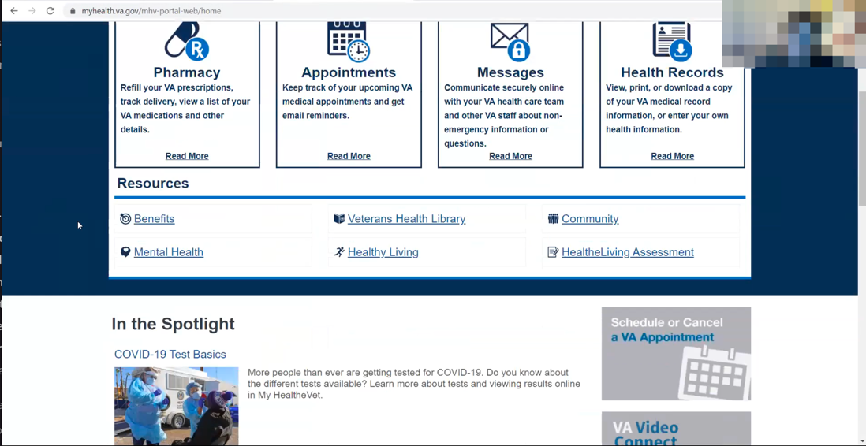 myhealth.va.gov/mhv-portal-web/home
Rx
Pharmacy
Refill your VA prescriptions,
track delivery, view a list of your
VA medications and other
details.
Read More
Appointments
Keep track of your upcoming VA
medical appointments and get
email reminders.
Read More
Messages
Communicate securely online
with your VA health care team
and other VA staff about non-
emergency information or
questions.
Read More
Health Records
View, print, or download a copy
of your VA medical record
information, or enter your own
health information.
Read More
Resources
Benefits
Veterans Health Library
Community
Mental Health
Healthy Living
HealtheLiving Assessment
In the Spotlight
COVID-19 Test Basics
More people than ever are getting tested for COVID-19. Do you know about
the different tests available? Learn more about tests and viewing results online
in My HealtheVet.
Schedule or Cancel
a VA Appointment
VA Video
Connect